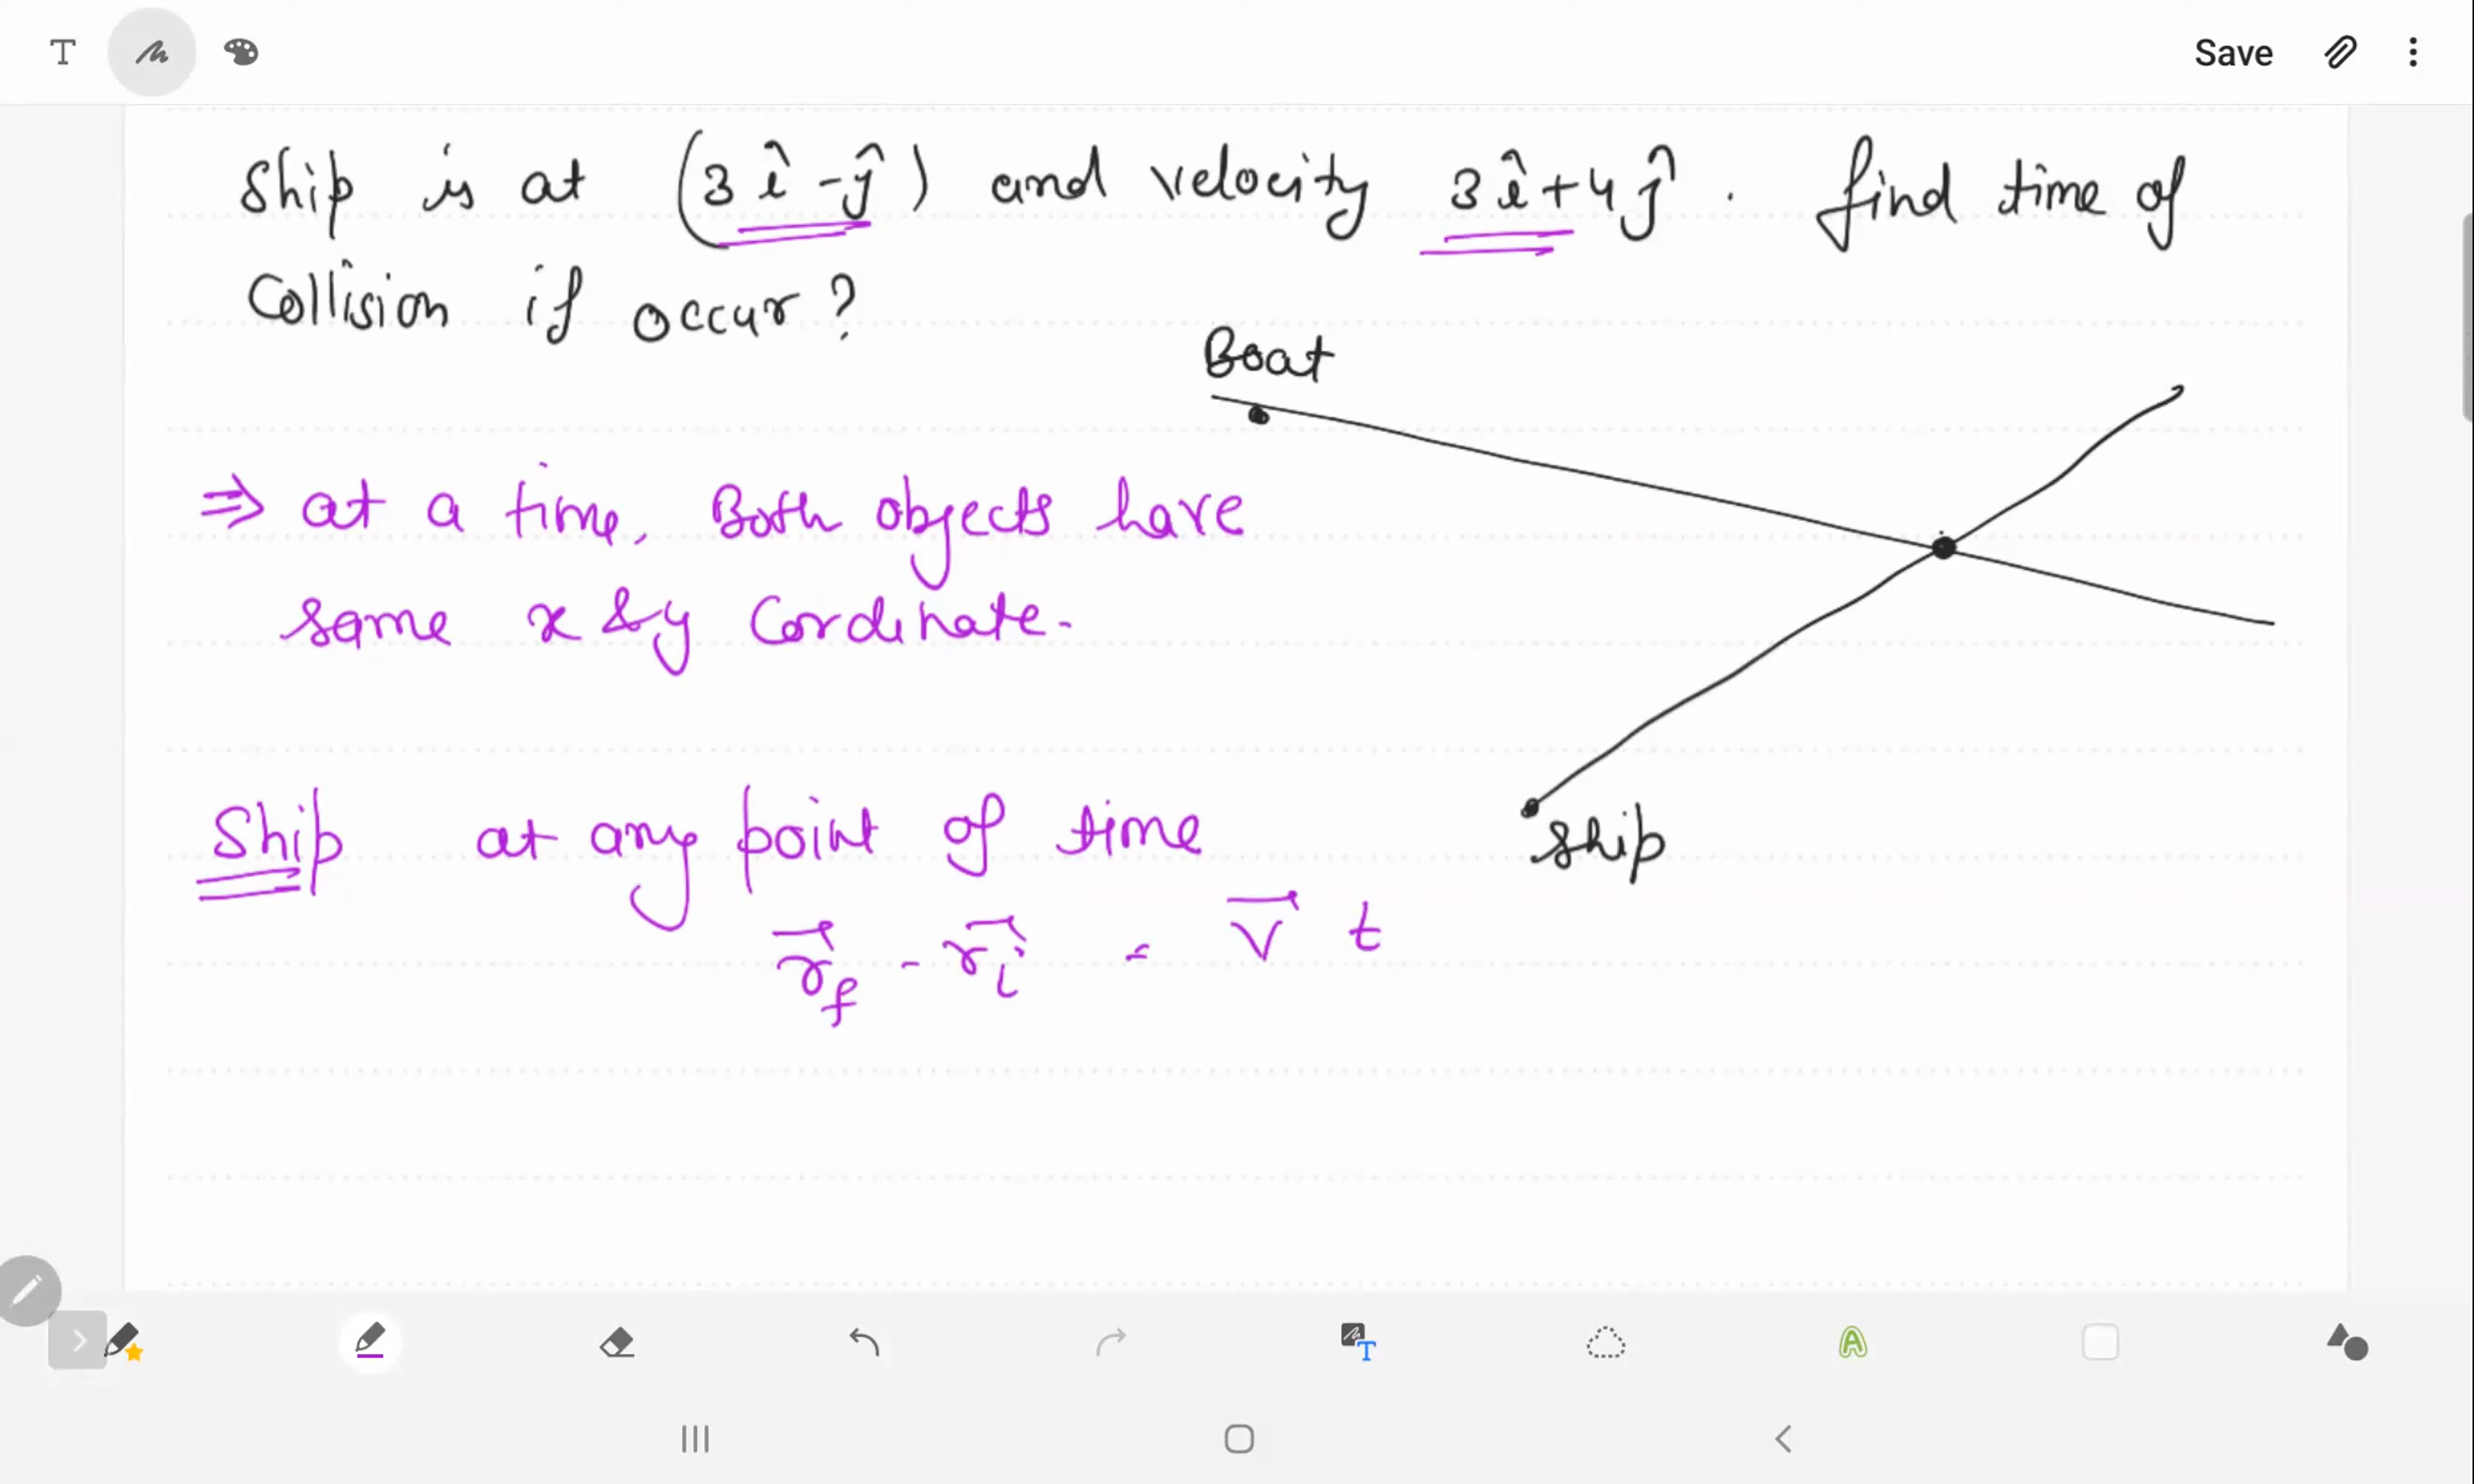 Save
Ship is at (3î - ĵ) and velocity 3î + 4ĵ . find time of
Collision if occur ?
Boat
⇒ at a time, Both objects have
same x & y Cordinate.
Ship at any point of time
ship
r⃗f - r⃗i = v⃗ t